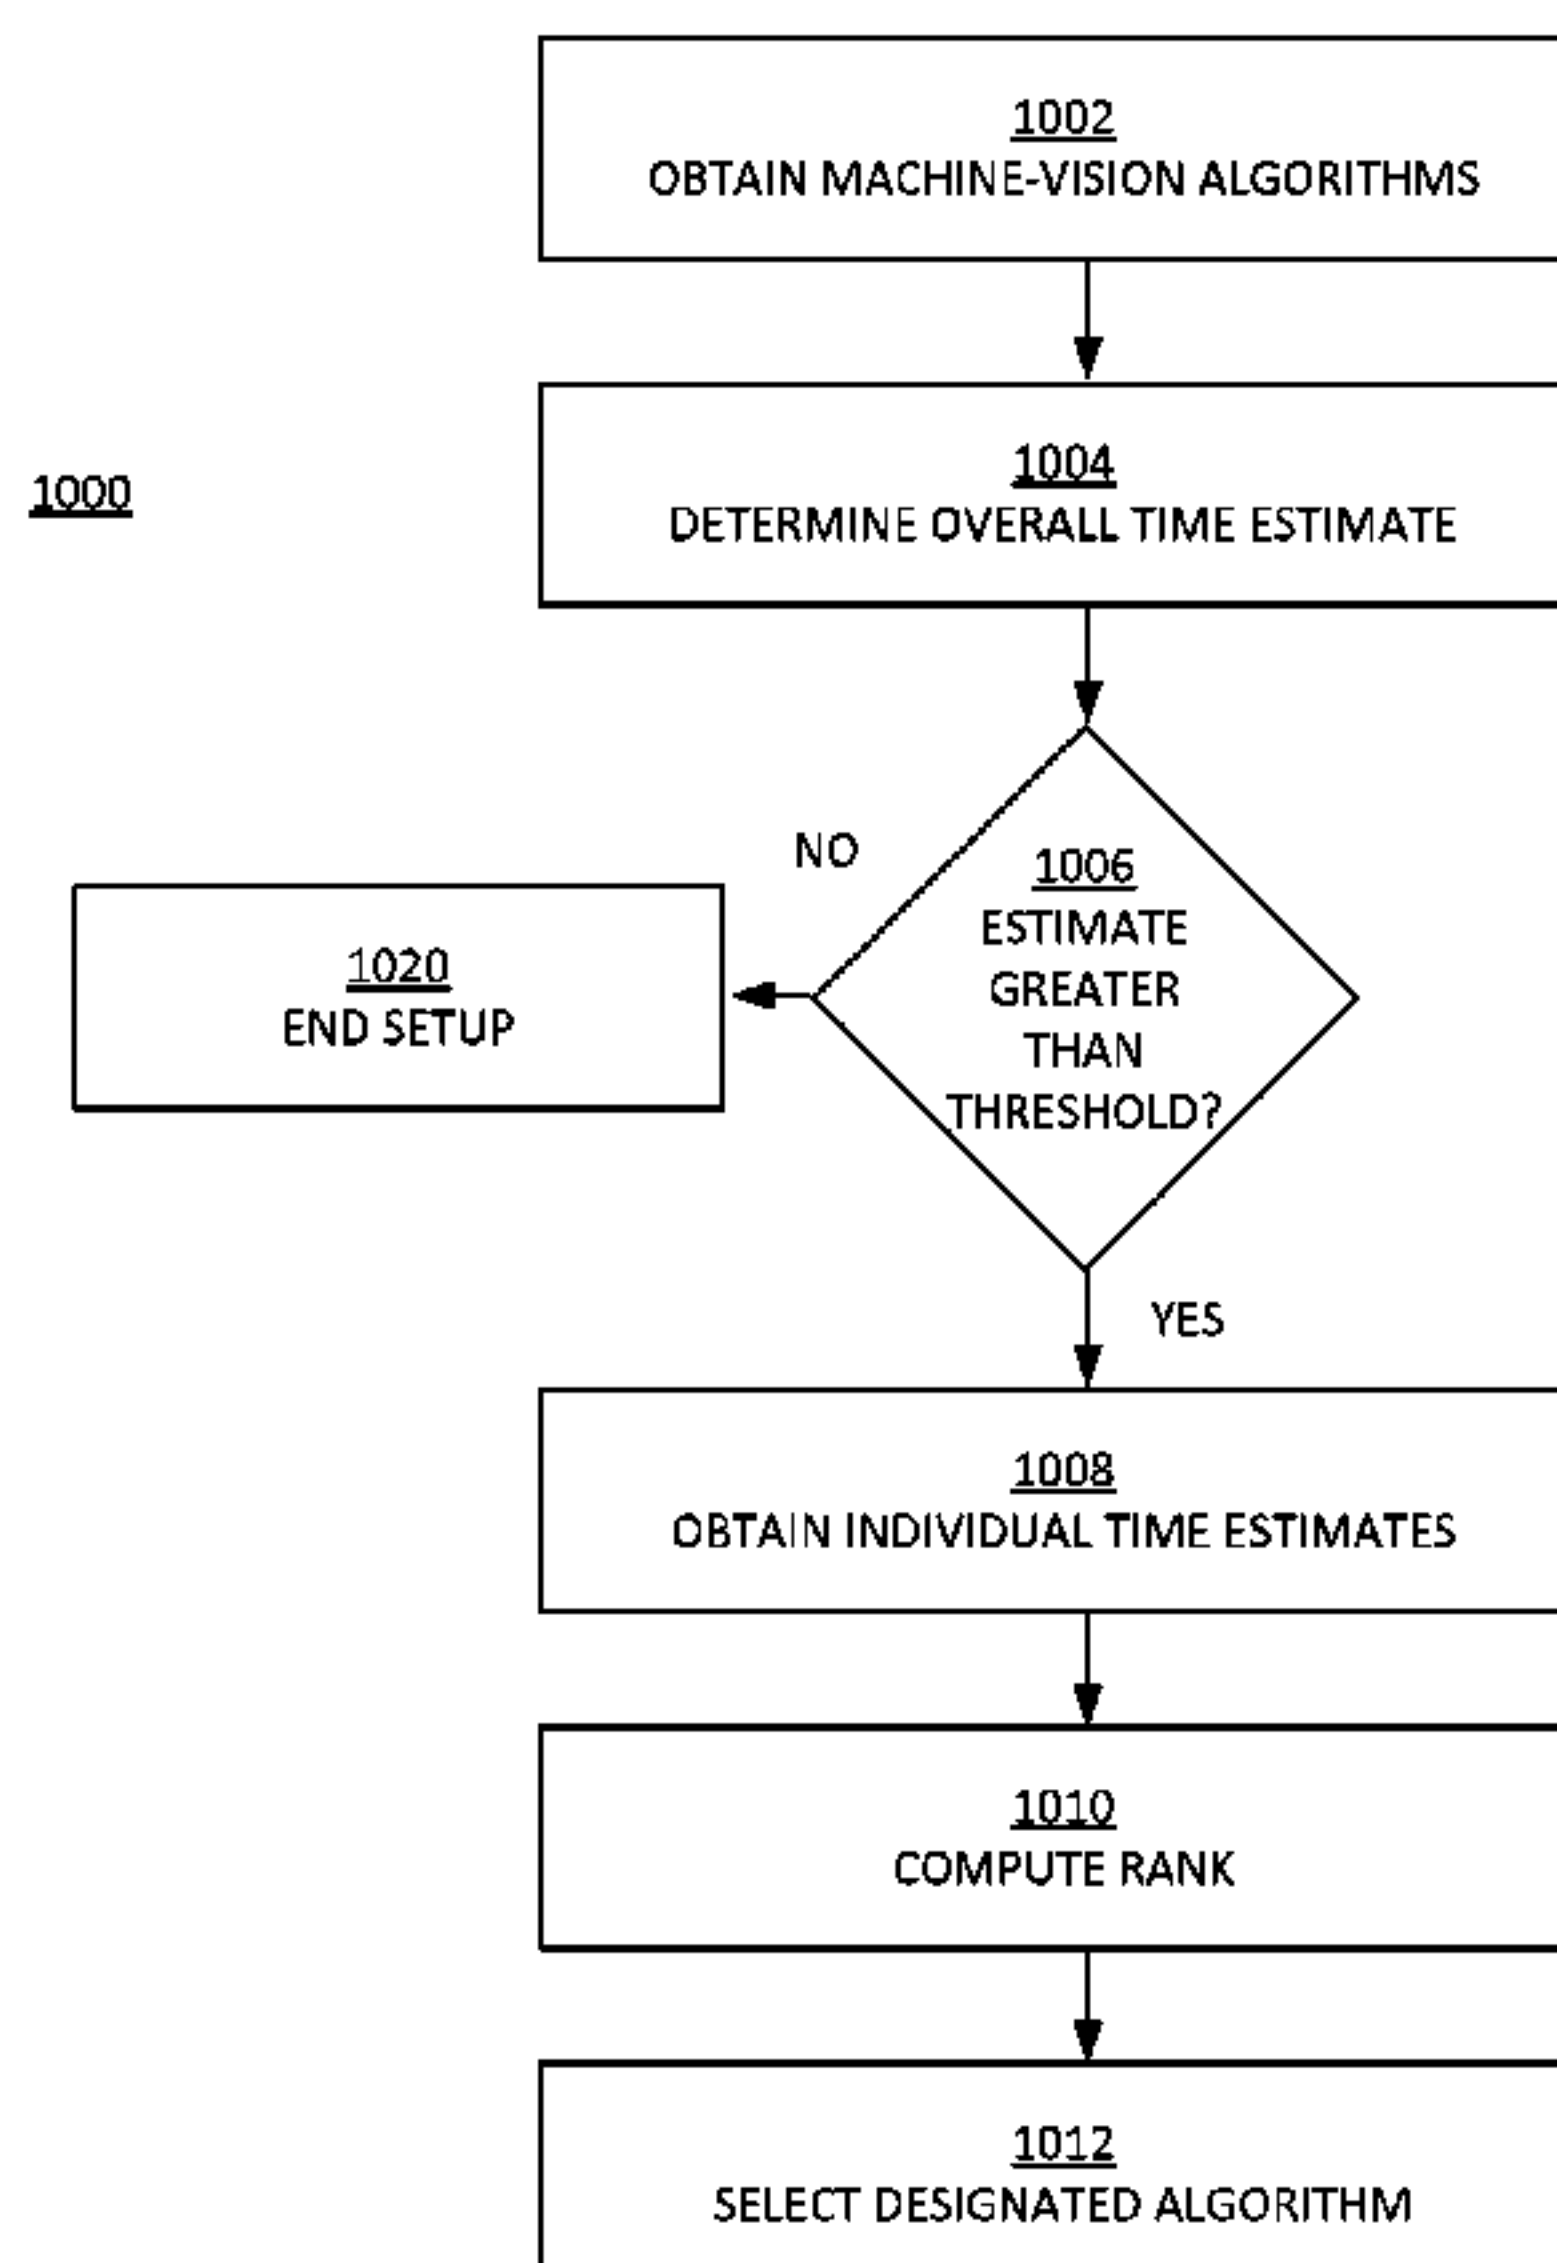 1002
OBTAIN MACHINE-VISION ALGORITHMS
1004
DETERMINE OVERALL TIME ESTIMATE
1000
NO
1006
ESTIMATE
GREATER
THAN
THRESHOLD?
1020
END SETUP
YES
1008
OBTAIN INDIVIDUAL TIME ESTIMATES
1010
COMPUTE RANK
1012
SELECT DESIGNATED ALGORITHM